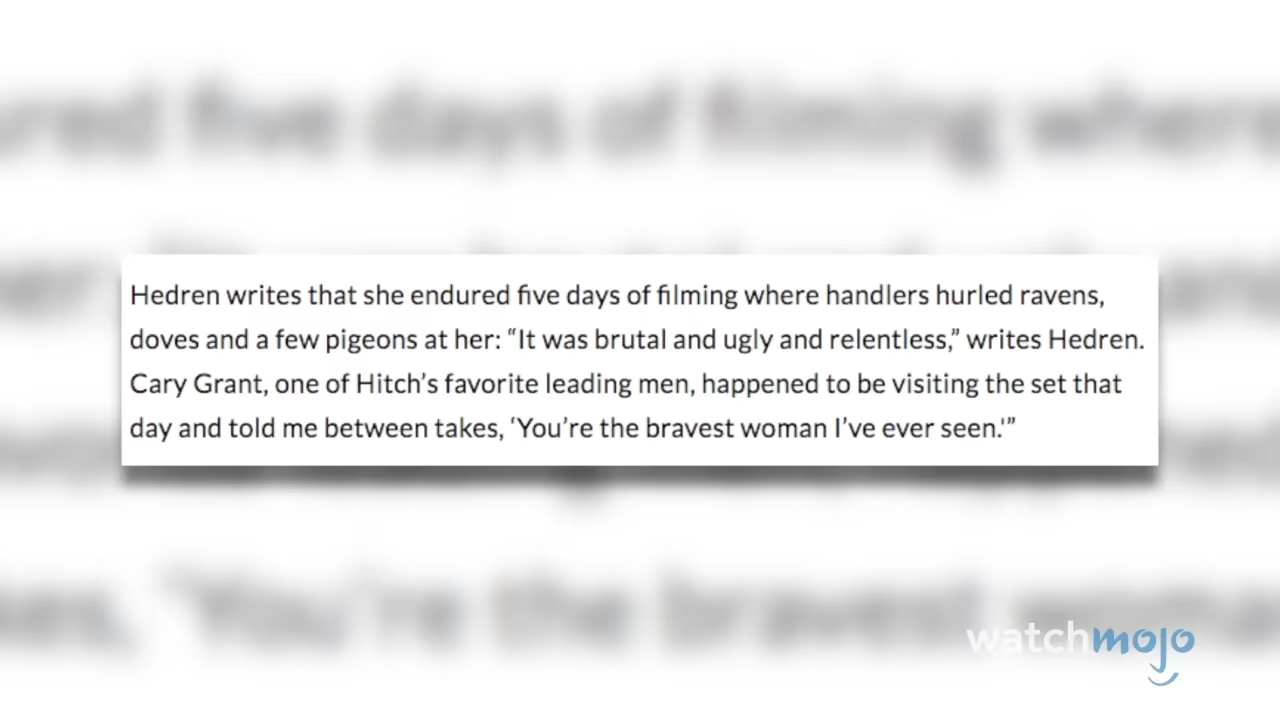 Hedren writes that she endured five days of filming where handlers hurled ravens,
doves and a few pigeons at her: “It was brutal and ugly and relentless,” writes Hedren.
Cary Grant, one of Hitch’s favorite leading men, happened to be visiting the set that
day and told me between takes, ‘You’re the bravest woman I’ve ever seen.'”
watchmojo